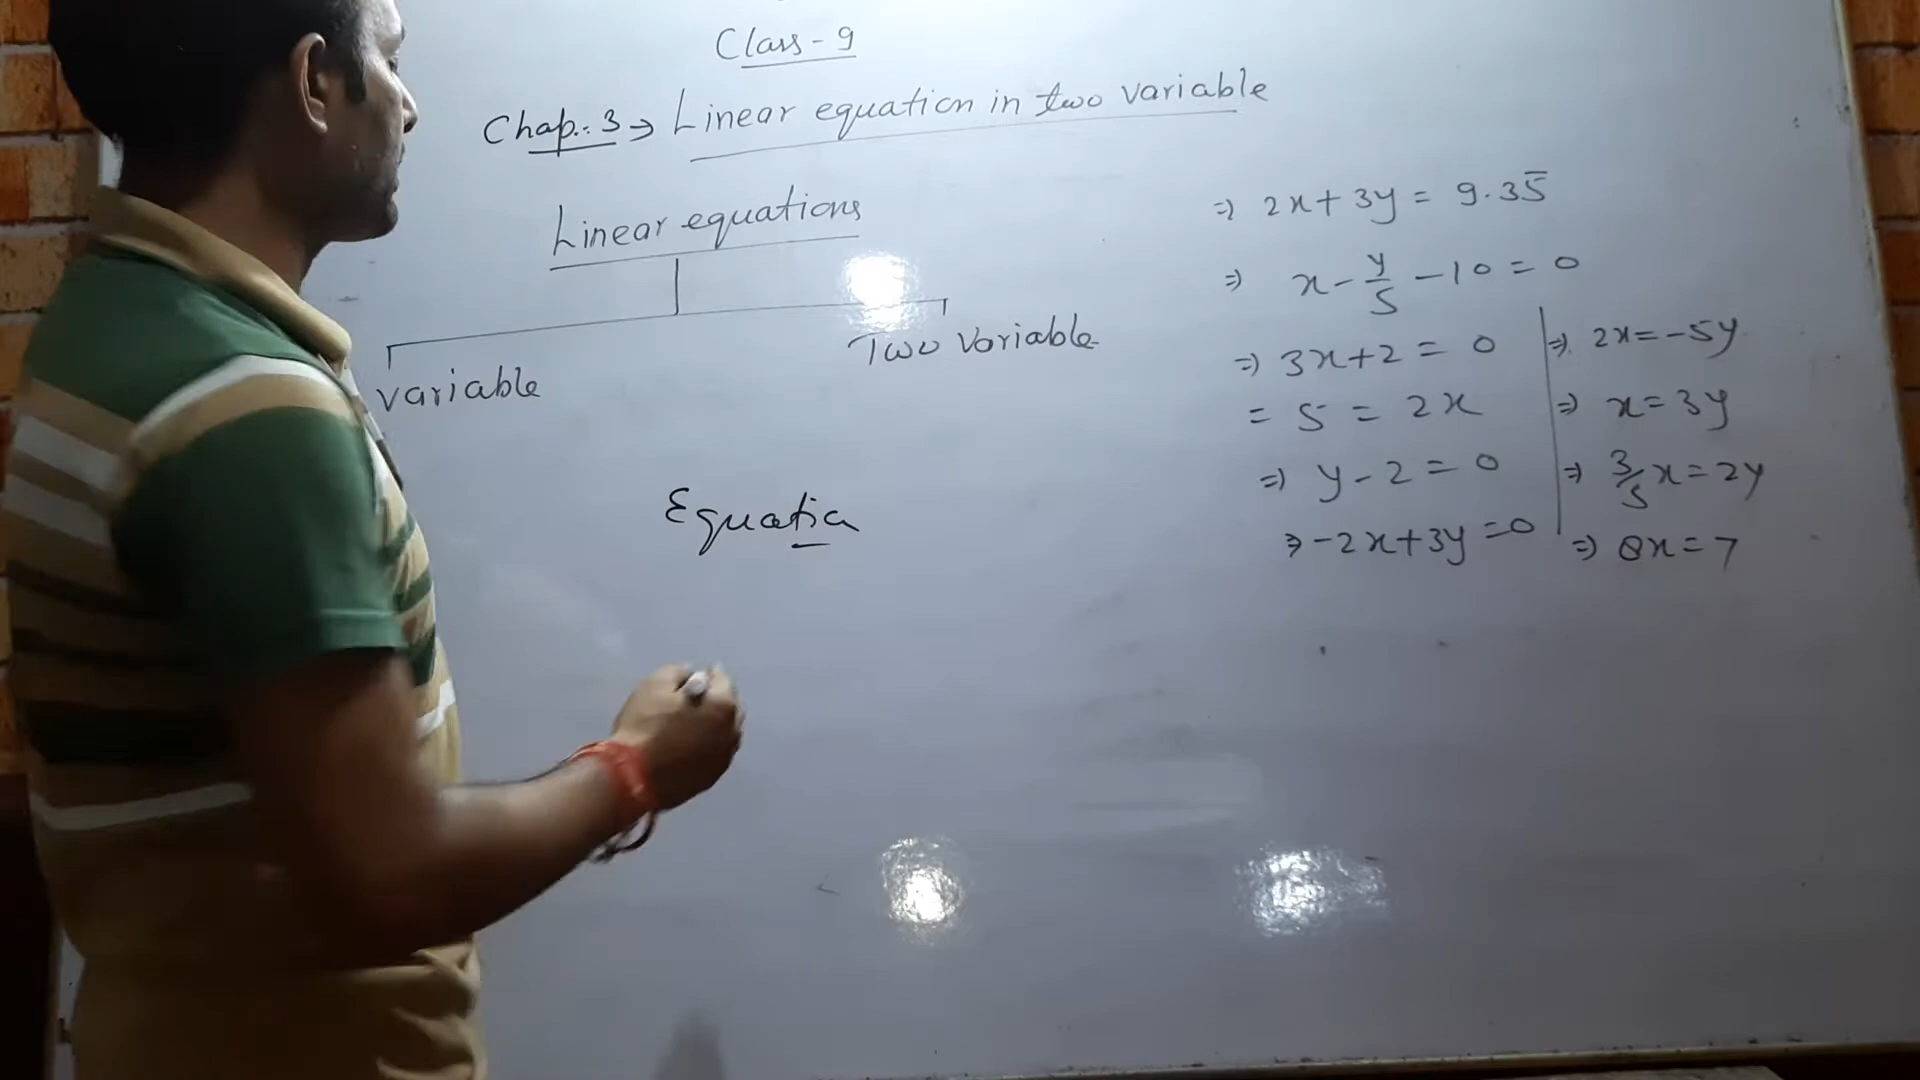 Class - 9
Chap.: 3 → Linear equation in two variable
Linear equations
variable
Two Variable
Equatio
⇒ 2x + 3y = 9.35̅
⇒ x - y/5 - 10 = 0
⇒ 3x + 2 = 0
= 5 = 2x
⇒ y - 2 = 0
⇒ -2x + 3y = 0
⇒ 2x = -5y
⇒ x = 3y
⇒ 3/5 x = 2y
⇒ 8x = 7